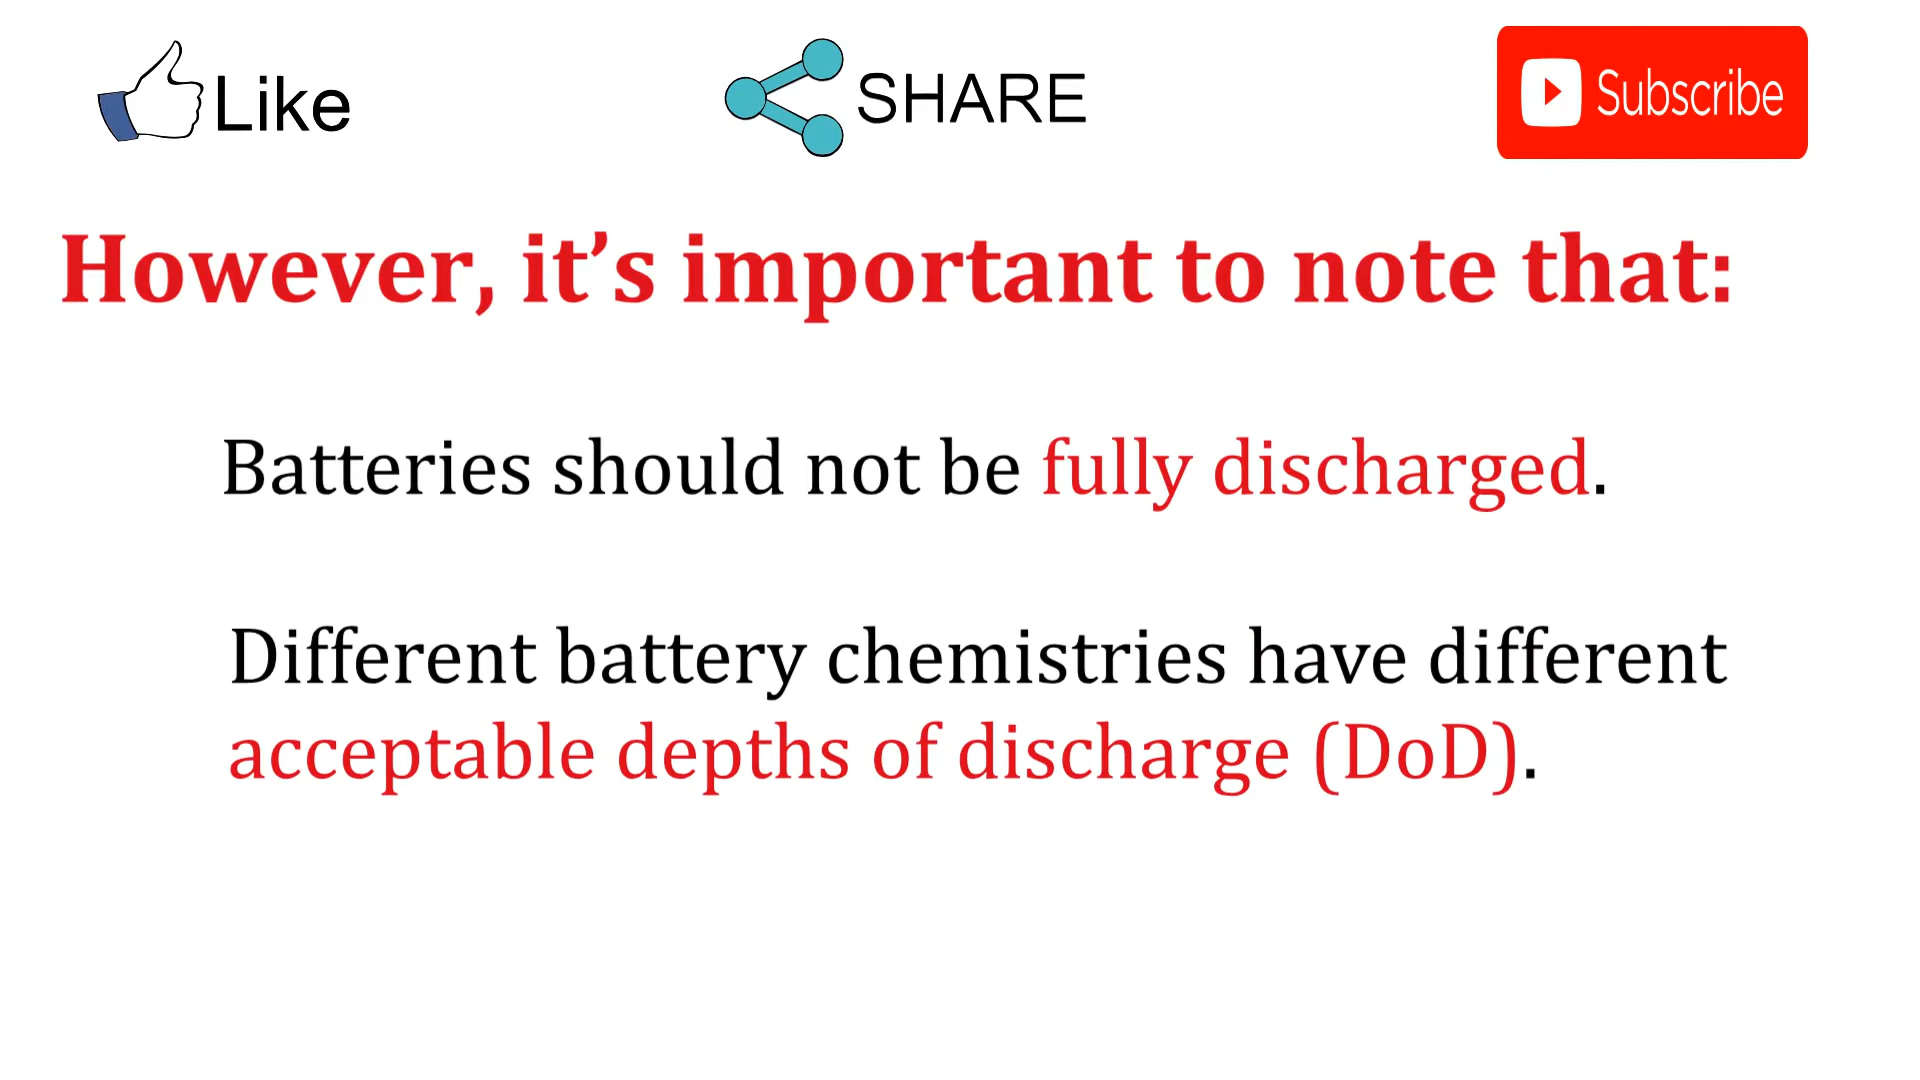 Like
SHARE
Subscribe
However, it’s important to note that:
Batteries should not be fully discharged.
Different battery chemistries have different
acceptable depths of discharge (DoD).